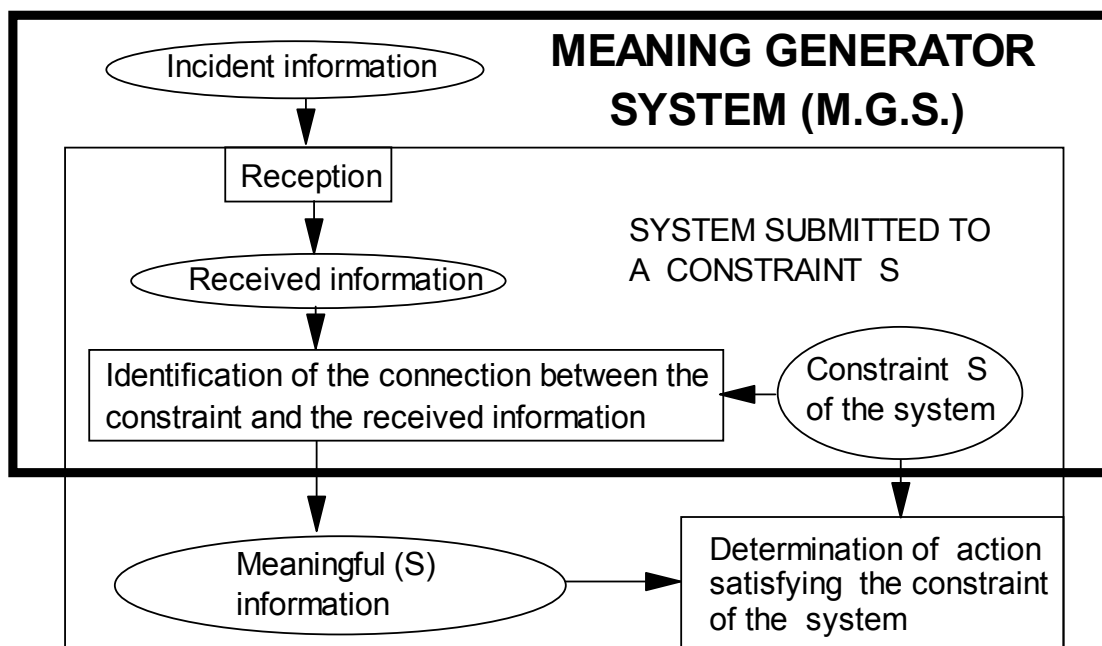 MEANING GENERATOR
SYSTEM (M.G.S.)
Incident information
Reception
SYSTEM SUBMITTED TO
A CONSTRAINT S
Received information
Identification of the connection between the
constraint and the received information
Constraint S
of the system
Meaningful (S)
information
Determination of action
satisfying the constraint
of the system